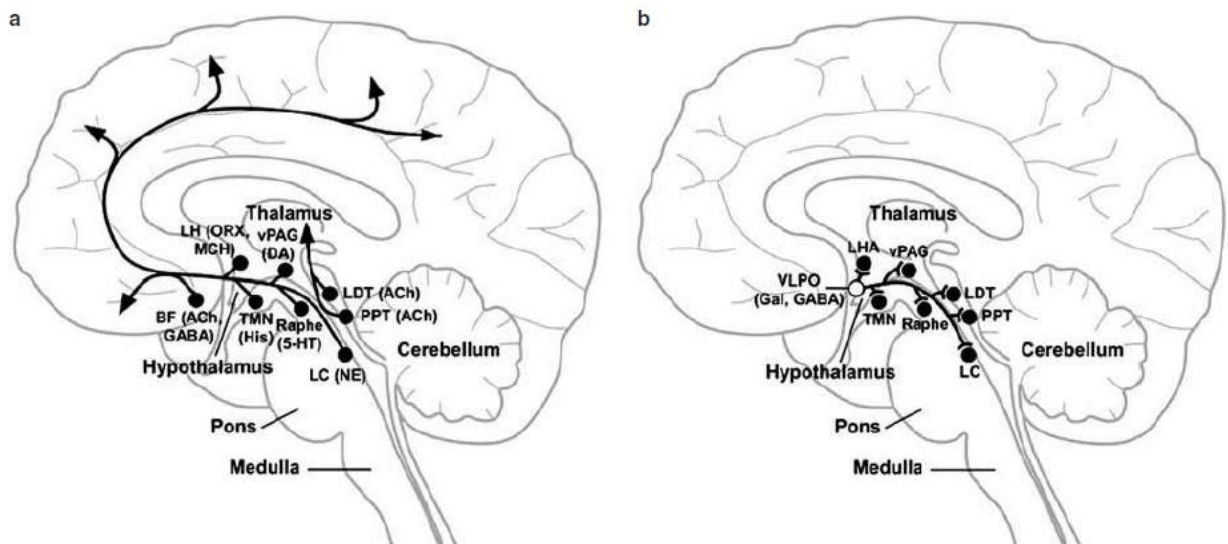 a
Thalamus
LH (ORX,
MCH)
vPAG
(DA)
LDT (ACh)
PPT (ACh)
BF (ACh,
GABA)
TMN
(His)
Raphe
(5-HT)
Hypothalamus
LC (NE)
Cerebellum
Pons
Medulla
b
Thalamus
LHA
vPAG
VLPO
(Gal, GABA)
LDT
PPT
TMN
Raphe
Hypothalamus
LC
Cerebellum
Pons
Medulla